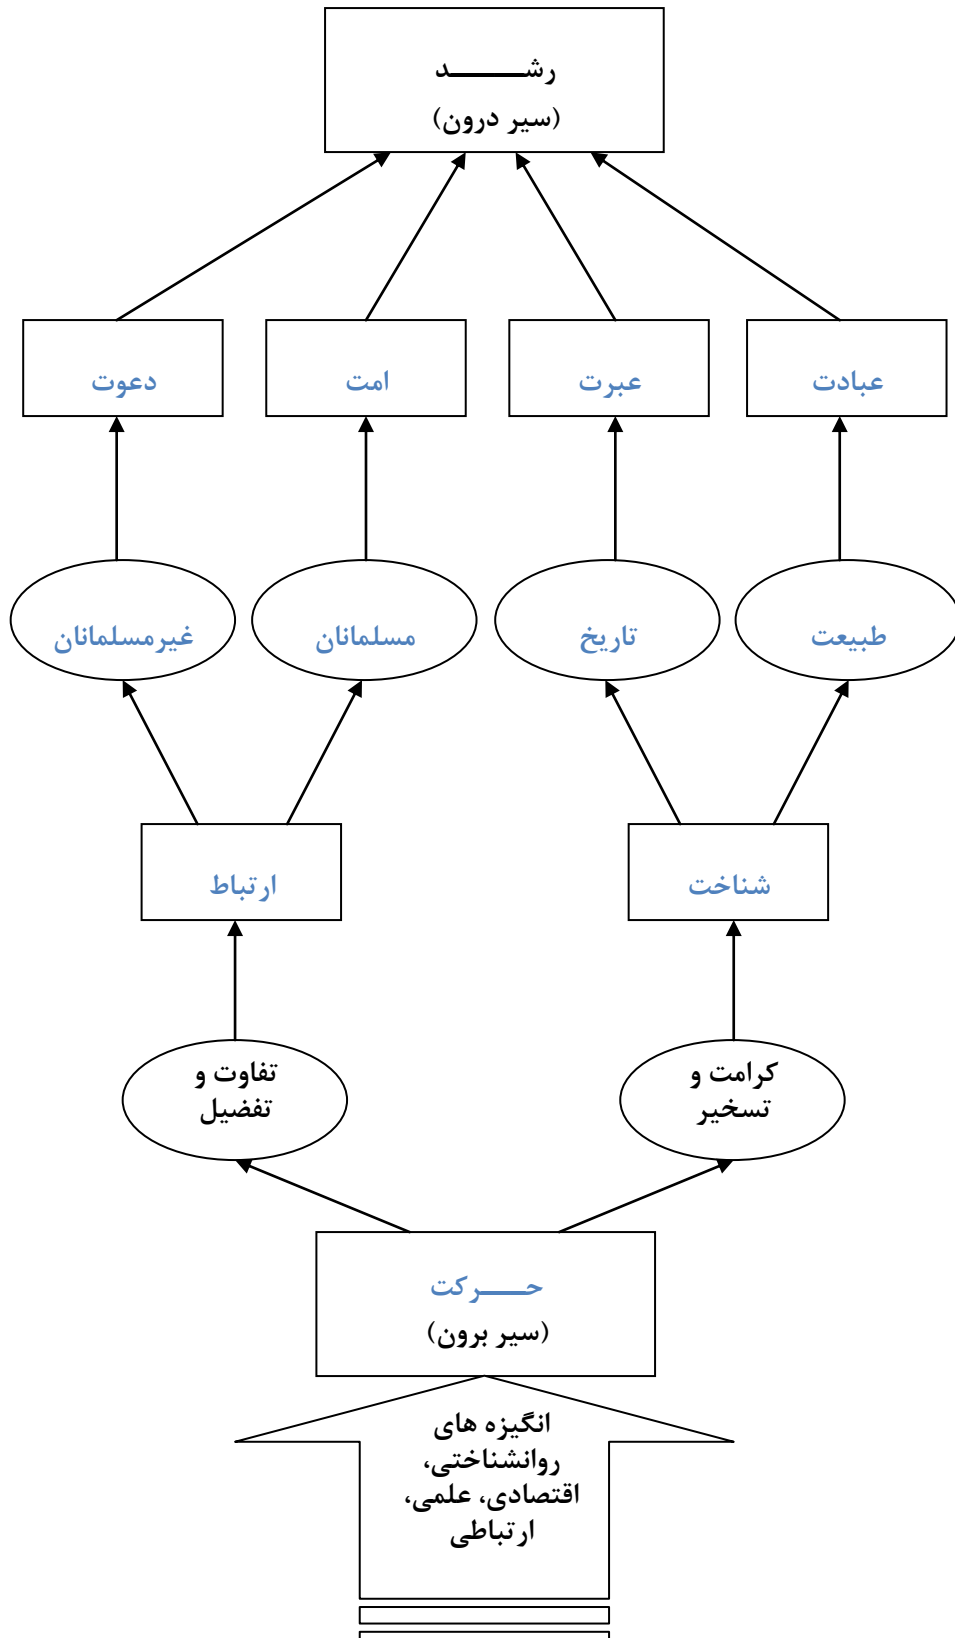 رشــــــد
(سیر درون)
عبادت
عبرت
امت
دعوت
طبیعت
تاریخ
مسلمانان
غیرمسلمانان
شناخت
ارتباط
کرامت و
تسخیر
تفاوت و
تفضیل
حـــــرکت
(سیر برون)
انگیزه های
روانشناختی،
اقتصادی، علمی،
ارتباطی